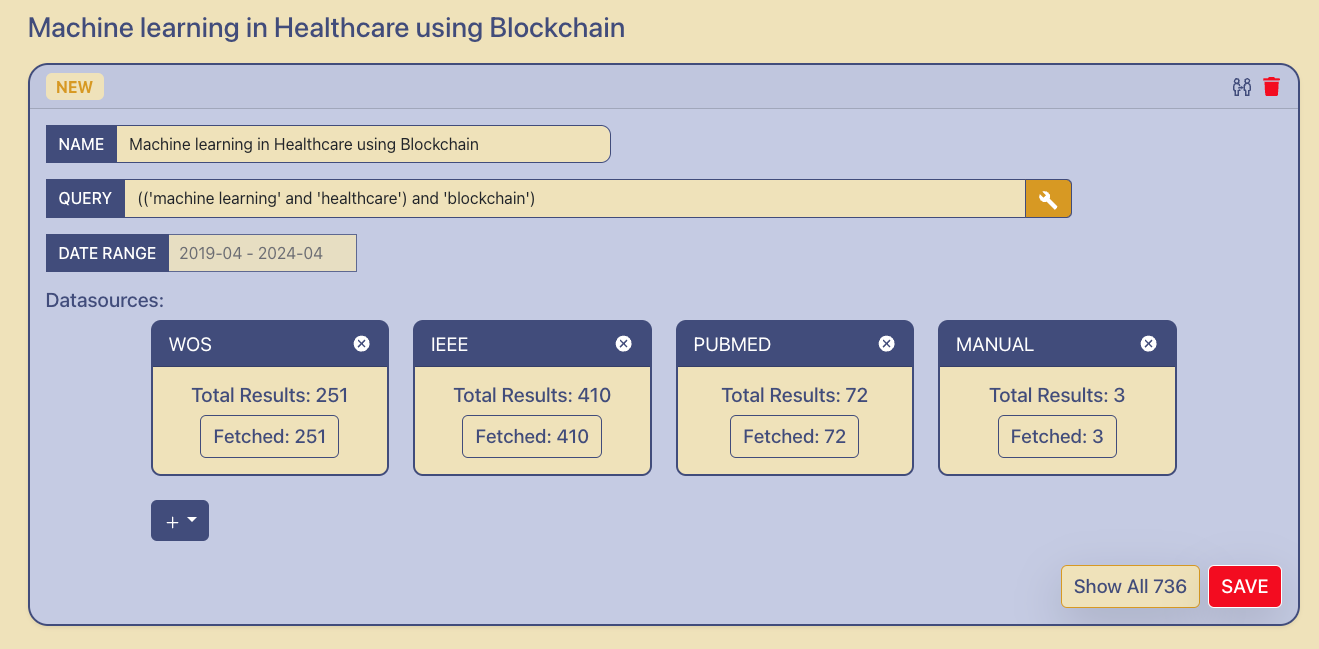 Machine learning in Healthcare using Blockchain
NEW
NAME Machine learning in Healthcare using Blockchain
QUERY (('machine learning' and 'healthcare') and 'blockchain')
DATE RANGE 2019-04 - 2024-04
Datasources:
WOS
Total Results: 251
Fetched: 251
IEEE
Total Results: 410
Fetched: 410
PUBMED
Total Results: 72
Fetched: 72
MANUAL
Total Results: 3
Fetched: 3
+
Show All 736 SAVE